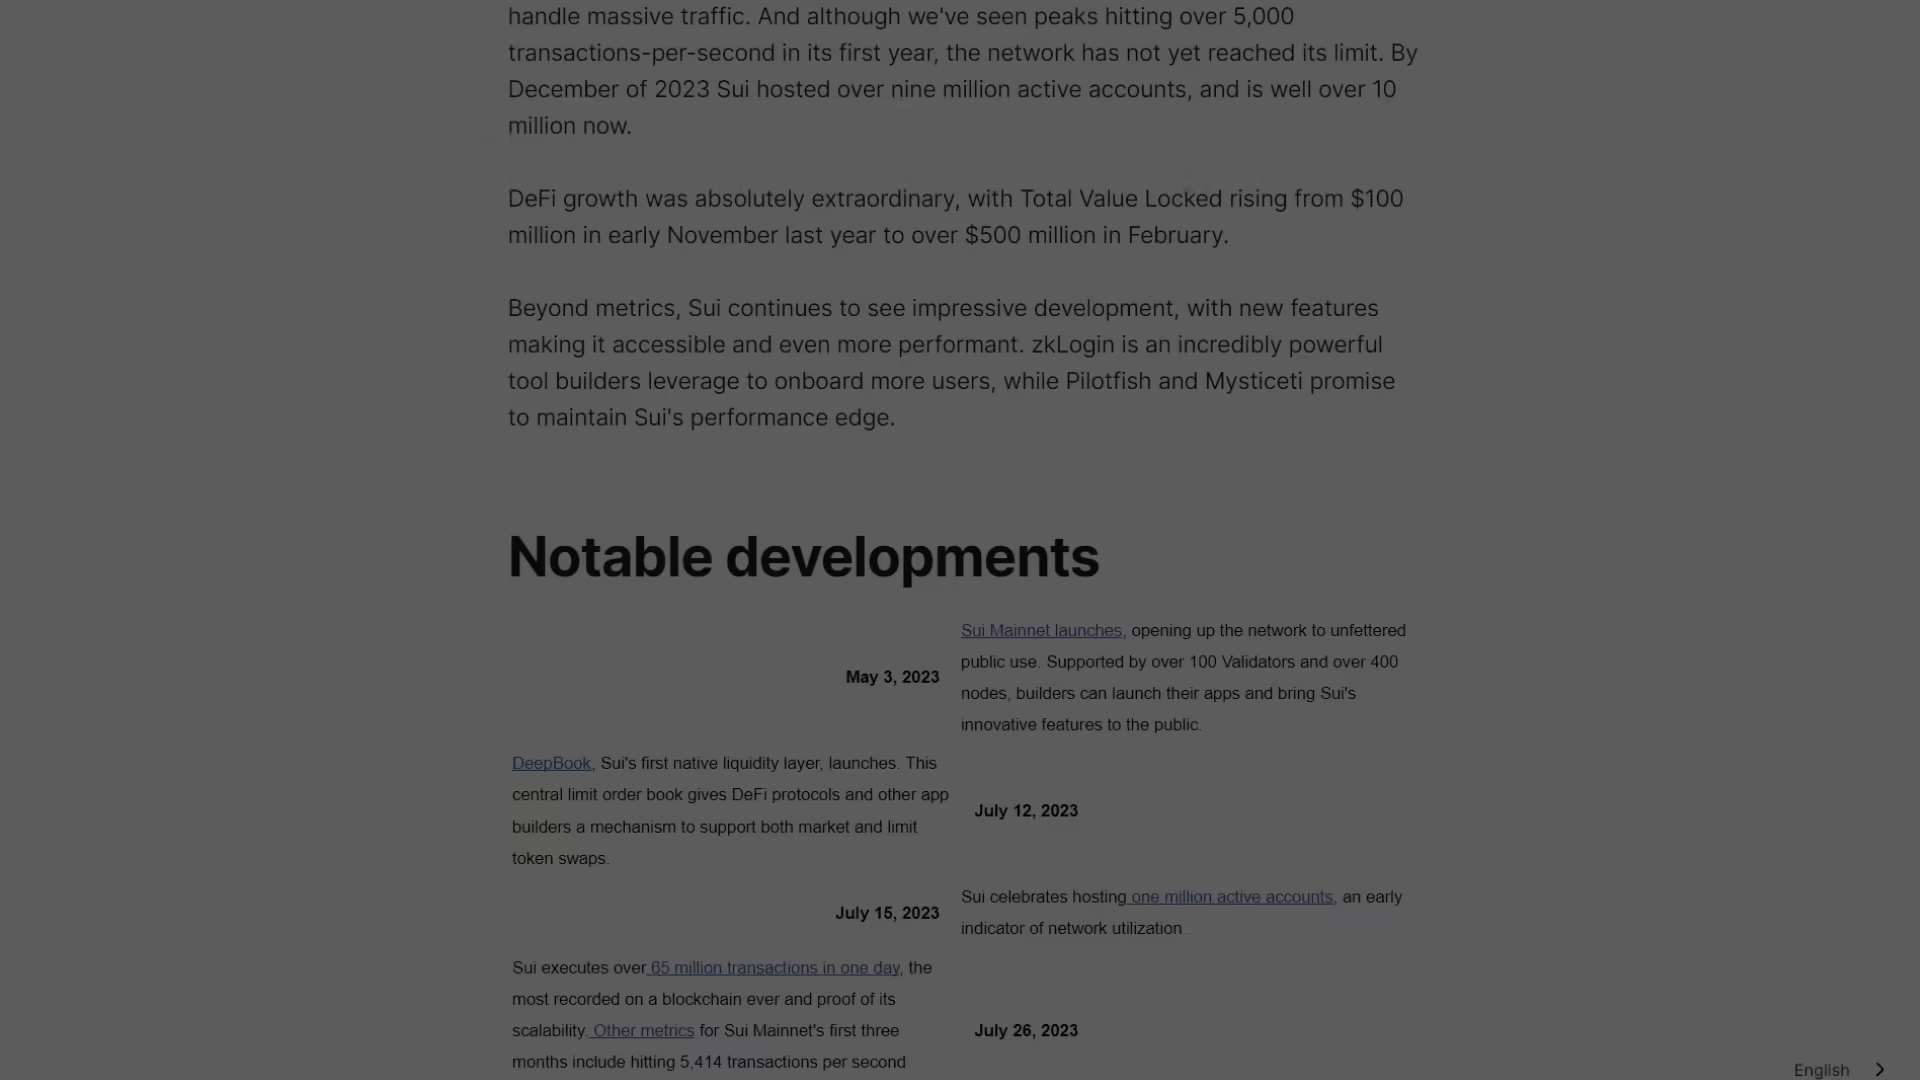 handle massive traffic. And although we've seen peaks hitting over 5,000
transactions-per-second in its first year, the network has not yet reached its limit. By
December of 2023 Sui hosted over nine million active accounts, and is well over 10
million now.
DeFi growth was absolutely extraordinary, with Total Value Locked rising from $100
million in early November last year to over $500 million in February.
Beyond metrics, Sui continues to see impressive development, with new features
making it accessible and even more performant. zkLogin is an incredibly powerful
tool builders leverage to onboard more users, while Pilotfish and Mysticeti promise
to maintain Sui's performance edge.
Notable developments
May 3, 2023
Sui Mainnet launches, opening up the network to unfettered
public use. Supported by over 100 Validators and over 400
nodes, builders can launch their apps and bring Sui's
innovative features to the public.
DeepBook, Sui's first native liquidity layer, launches. This
central limit order book gives DeFi protocols and other app
builders a mechanism to support both market and limit
token swaps.
July 12, 2023
July 15, 2023
Sui celebrates hosting one million active accounts, an early
indicator of network utilization.
Sui executes over 65 million transactions in one day, the
most recorded on a blockchain ever and proof of its
scalability. Other metrics for Sui Mainnet's first three
months include hitting 5,414 transactions per second
July 26, 2023
English